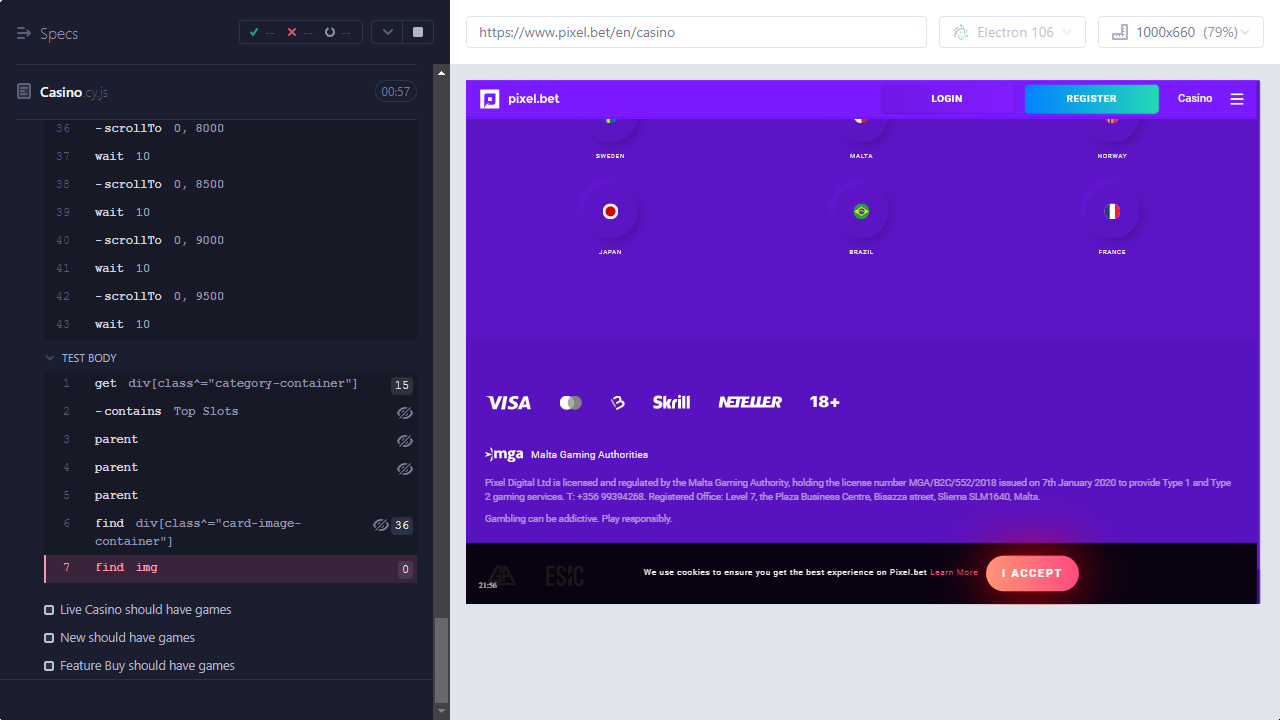 Specs
-- -- --
Casino.cy.js 00:57
36 -scrollTo 0, 8000
37 wait 10
38 -scrollTo 0, 8500
39 wait 10
40 -scrollTo 0, 9000
41 wait 10
42 -scrollTo 0, 9500
43 wait 10
TEST BODY
1 get div[class^="category-container"] 15
2 -contains Top Slots
3 parent
4 parent
5 parent
6 find div[class^="card-image-
container"] 36
7 find img 0
Live Casino should have games
New should have games
Feature Buy should have games
https://www.pixel.bet/en/casino
Electron 106
1000x660 (79%)
pixel.bet
LOGIN
REGISTER
Casino
SWEDEN MALTA NORWAY
JAPAN BRAZIL FRANCE
VISA Skrill NETELLER 18+
mga Malta Gaming Authorities
Pixel Digital Ltd is licensed and regulated by the Malta Gaming Authority, holding the license number MGA/B2C/552/2018 issued on 7th January 2020 to provide Type 1 and Type
2 gaming services. T: +356 99394268. Registered Office: Level 7, the Plaza Business Centre, Bisazza street, Sliema SLM1640, Malta.
Gambling can be addictive. Play responsibly.
We use cookies to ensure you get the best experience on Pixel.bet Learn More
I ACCEPT
ESIC
21:56